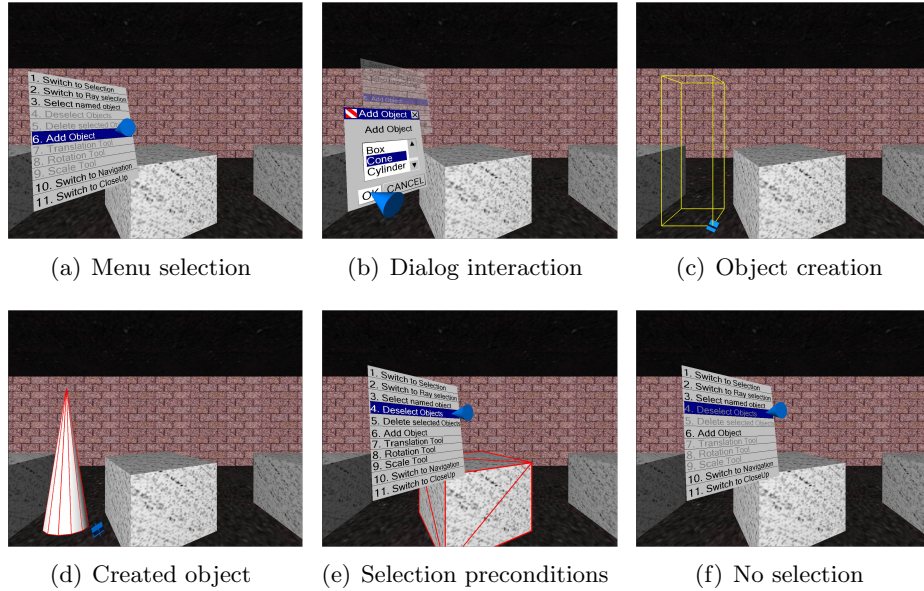 1. Switch to Selection
2. Switch to Ray selection
3. Select named object
4. Deselect Objects
5. Delete selected Obj
6. Add Object
7. Translation Tool
8. Rotation Tool
9. Scale Tool
10. Switch to Navigation
11. Switch to CloseUp
(a) Menu selection
Add Object
Add Object
Add Object
Box
Cone
Cylinder
OK CANCEL
(b) Dialog interaction
(c) Object creation
(d) Created object
1. Switch to Selection
2. Switch to Ray selection
3. Select named object
4. Deselect Objects
5. Delete selected Objects
6. Add Object
7. Translation Tool
8. Rotation Tool
9. Scale Tool
10. Switch to Navigation
11. Switch to CloseUp
(e) Selection preconditions
1. Switch to Selection
2. Switch to Ray selection
3. Select named object
4. Deselect Objects
5. Delete selected Objects
6. Add Object
7. Translation Tool
8. Rotation Tool
9. Scale Tool
10. Switch to Navigation
11. Switch to CloseUp
(f) No selection